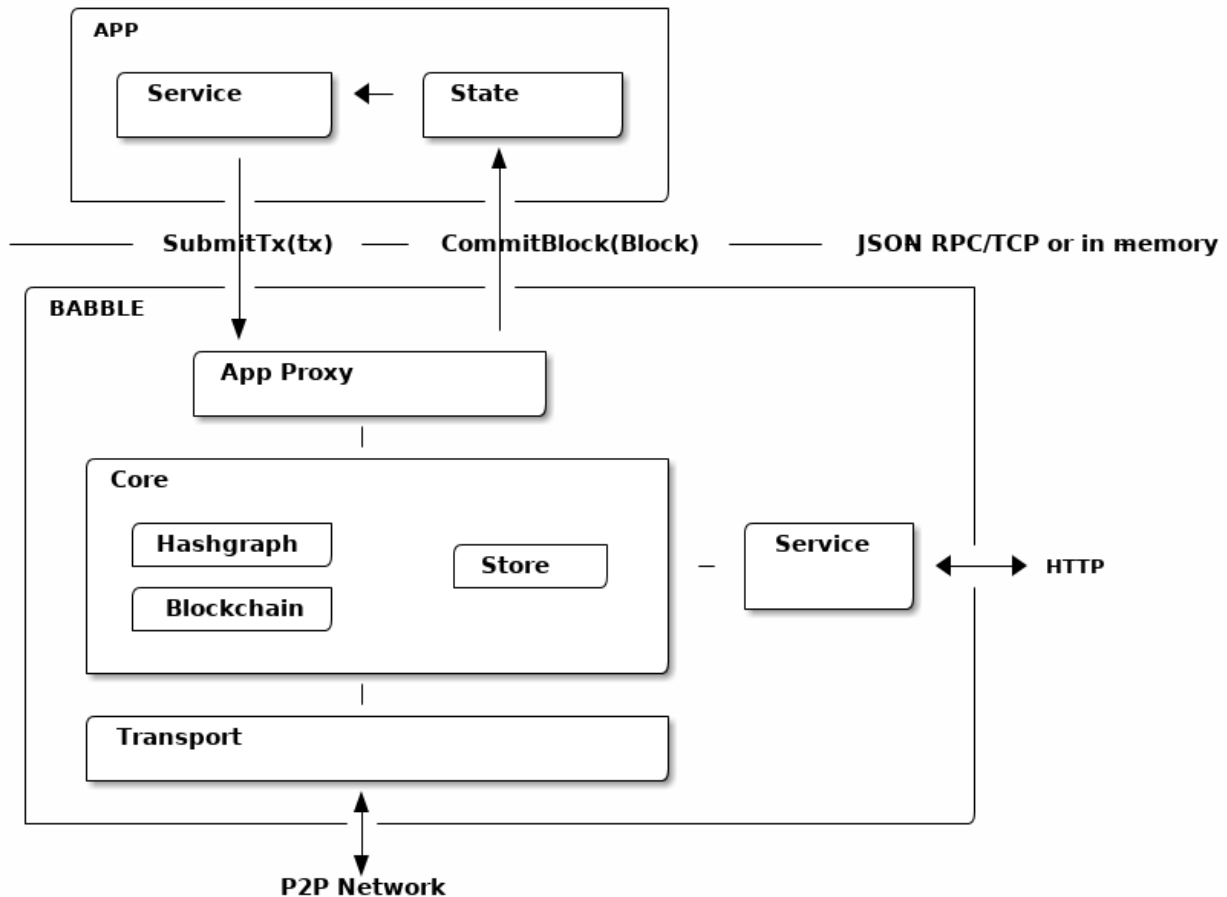 APP
Service
State
SubmitTx(tx)
CommitBlock(Block)
JSON RPC/TCP or in memory
BABBLE
App Proxy
Core
Hashgraph
Store
Blockchain
Service
HTTP
Transport
P2P Network